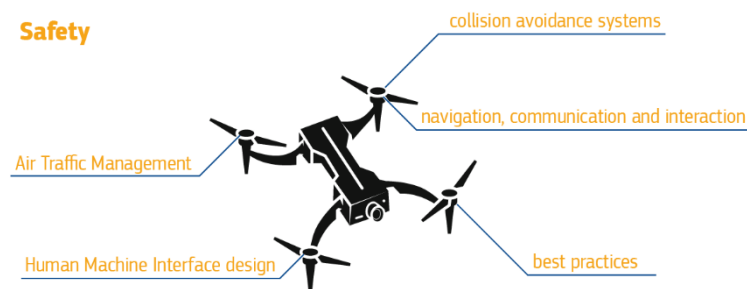 Safety
collision avoidance systems
navigation, communication and interaction
Air Traffic Management
Human Machine Interface design
best practices